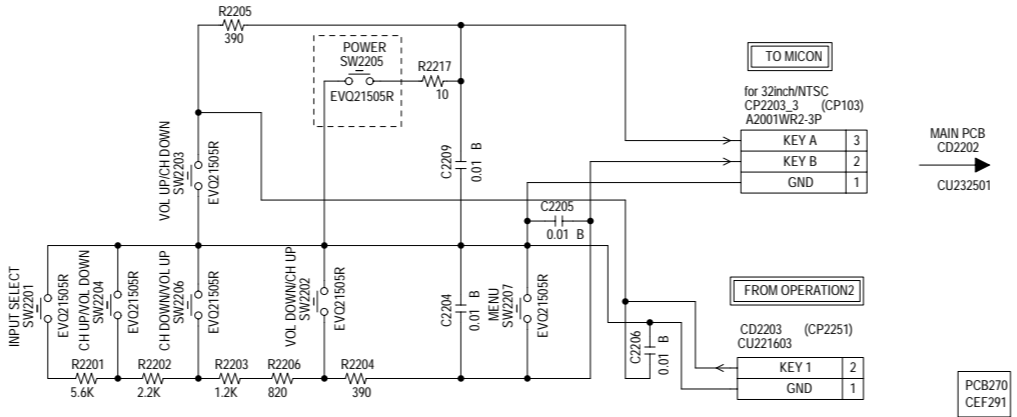 R2205
390
POWER
SW2205
EVQ21505R
R2217
10
TO MICON
for 32inch/NTSC
CP2203_3 (CP103)
A2001WR2-3P
KEY A 3
KEY B 2
GND 1
MAIN PCB
CD2202
CU232501
VOL UP/CH DOWN
SW2203
EVQ21505R
C2209
0.01 B
C2205
0.01 B
INPUT SELECT
SW2201
EVQ21505R
CH UP/VOL DOWN
SW2204
EVQ21505R
CH DOWN/VOL UP
SW2206
EVQ21505R
VOL DOWN/CH UP
SW2202
EVQ21505R
C2204
0.01 B
MENU
SW2207
EVQ21505R
FROM OPERATION2
CD2203 (CP2251)
CU221603
KEY 1 2
GND 1
C2206
0.01 B
R2201
5.6K
R2202
2.2K
R2203
1.2K
R2206
820
R2204
390
PCB270
CEF291